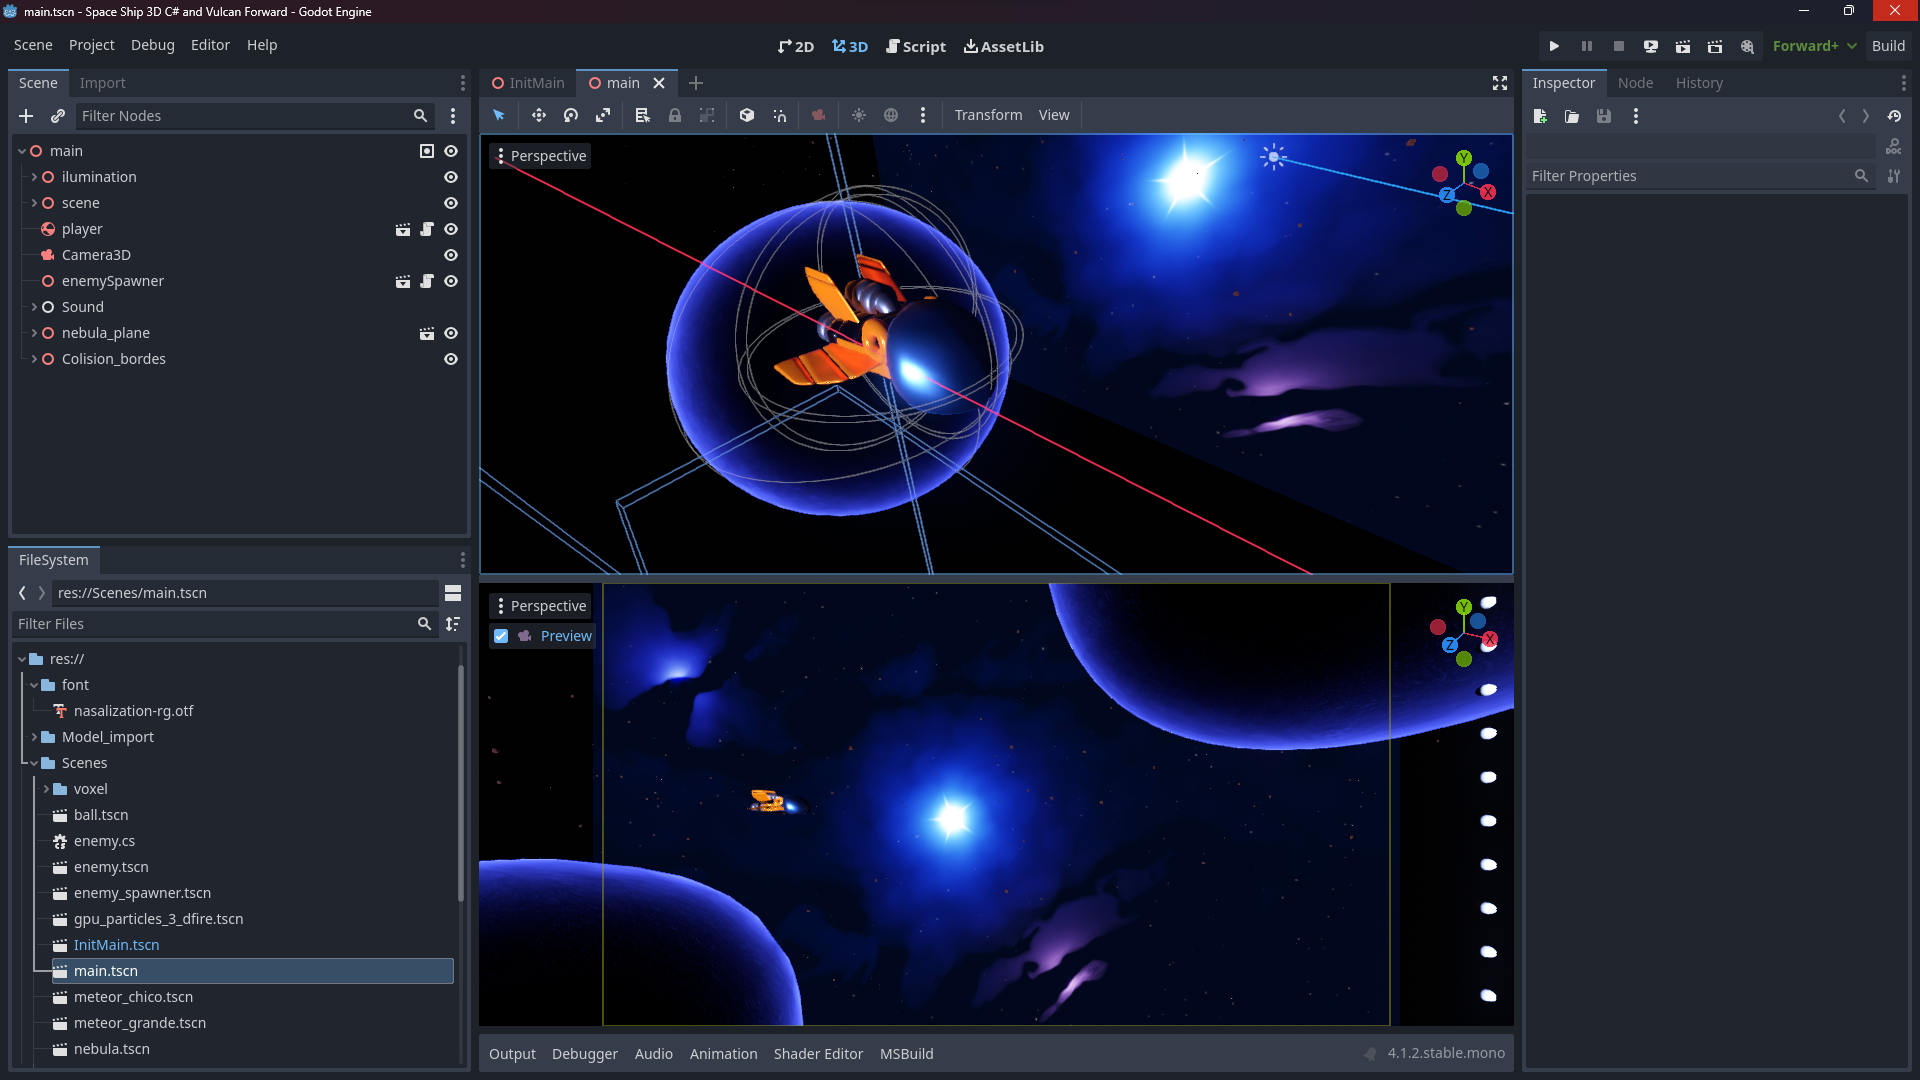 main.tscn - Space Ship 3D C# and Vulcan Forward - Godot Engine
Scene Project Debug Editor Help
2D 3D Script AssetLib
Forward+ Build
Scene Import
Filter Nodes
main
ilumination
scene
player
Camera3D
enemySpawner
Sound
nebula_plane
Colision_bordes
FileSystem
res://Scenes/main.tscn
Filter Files
res://
font
nasalization-rg.otf
Model_import
Scenes
voxel
ball.tscn
enemy.cs
enemy.tscn
enemy_spawner.tscn
gpu_particles_3_dfire.tscn
InitMain.tscn
main.tscn
meteor_chico.tscn
meteor_grande.tscn
nebula.tscn
InitMain main
Transform View
Perspective
Y
Z X
Perspective
Preview
Y
Z X
Output Debugger Audio Animation Shader Editor MSBuild
4.1.2.stable.mono
Inspector Node History
DOC
Filter Properties